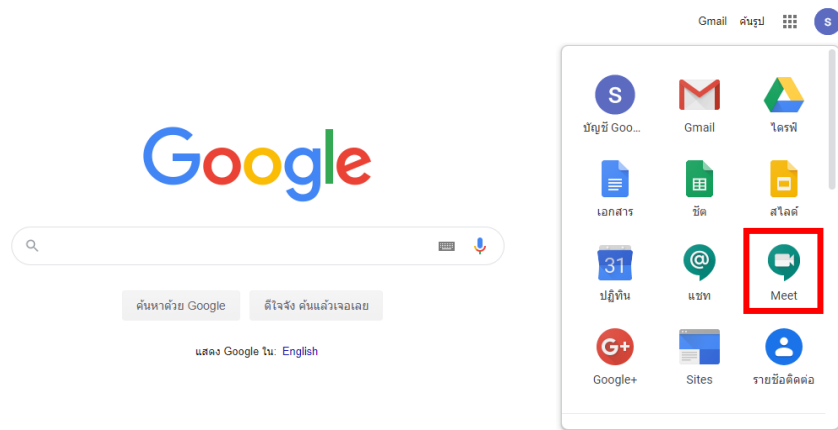 Gmail ค้นรูป S
Google
ค้นหาด้วย Google ดีใจจัง ค้นแล้วเจอเลย
แสดง Google ใน: English
S
บัญชี Goo... Gmail ไดรฟ์
เอกสาร ชีต สไลด์
31 @
ปฏิทิน แชท Meet
G+
Google+ Sites รายชื่อติดต่อ